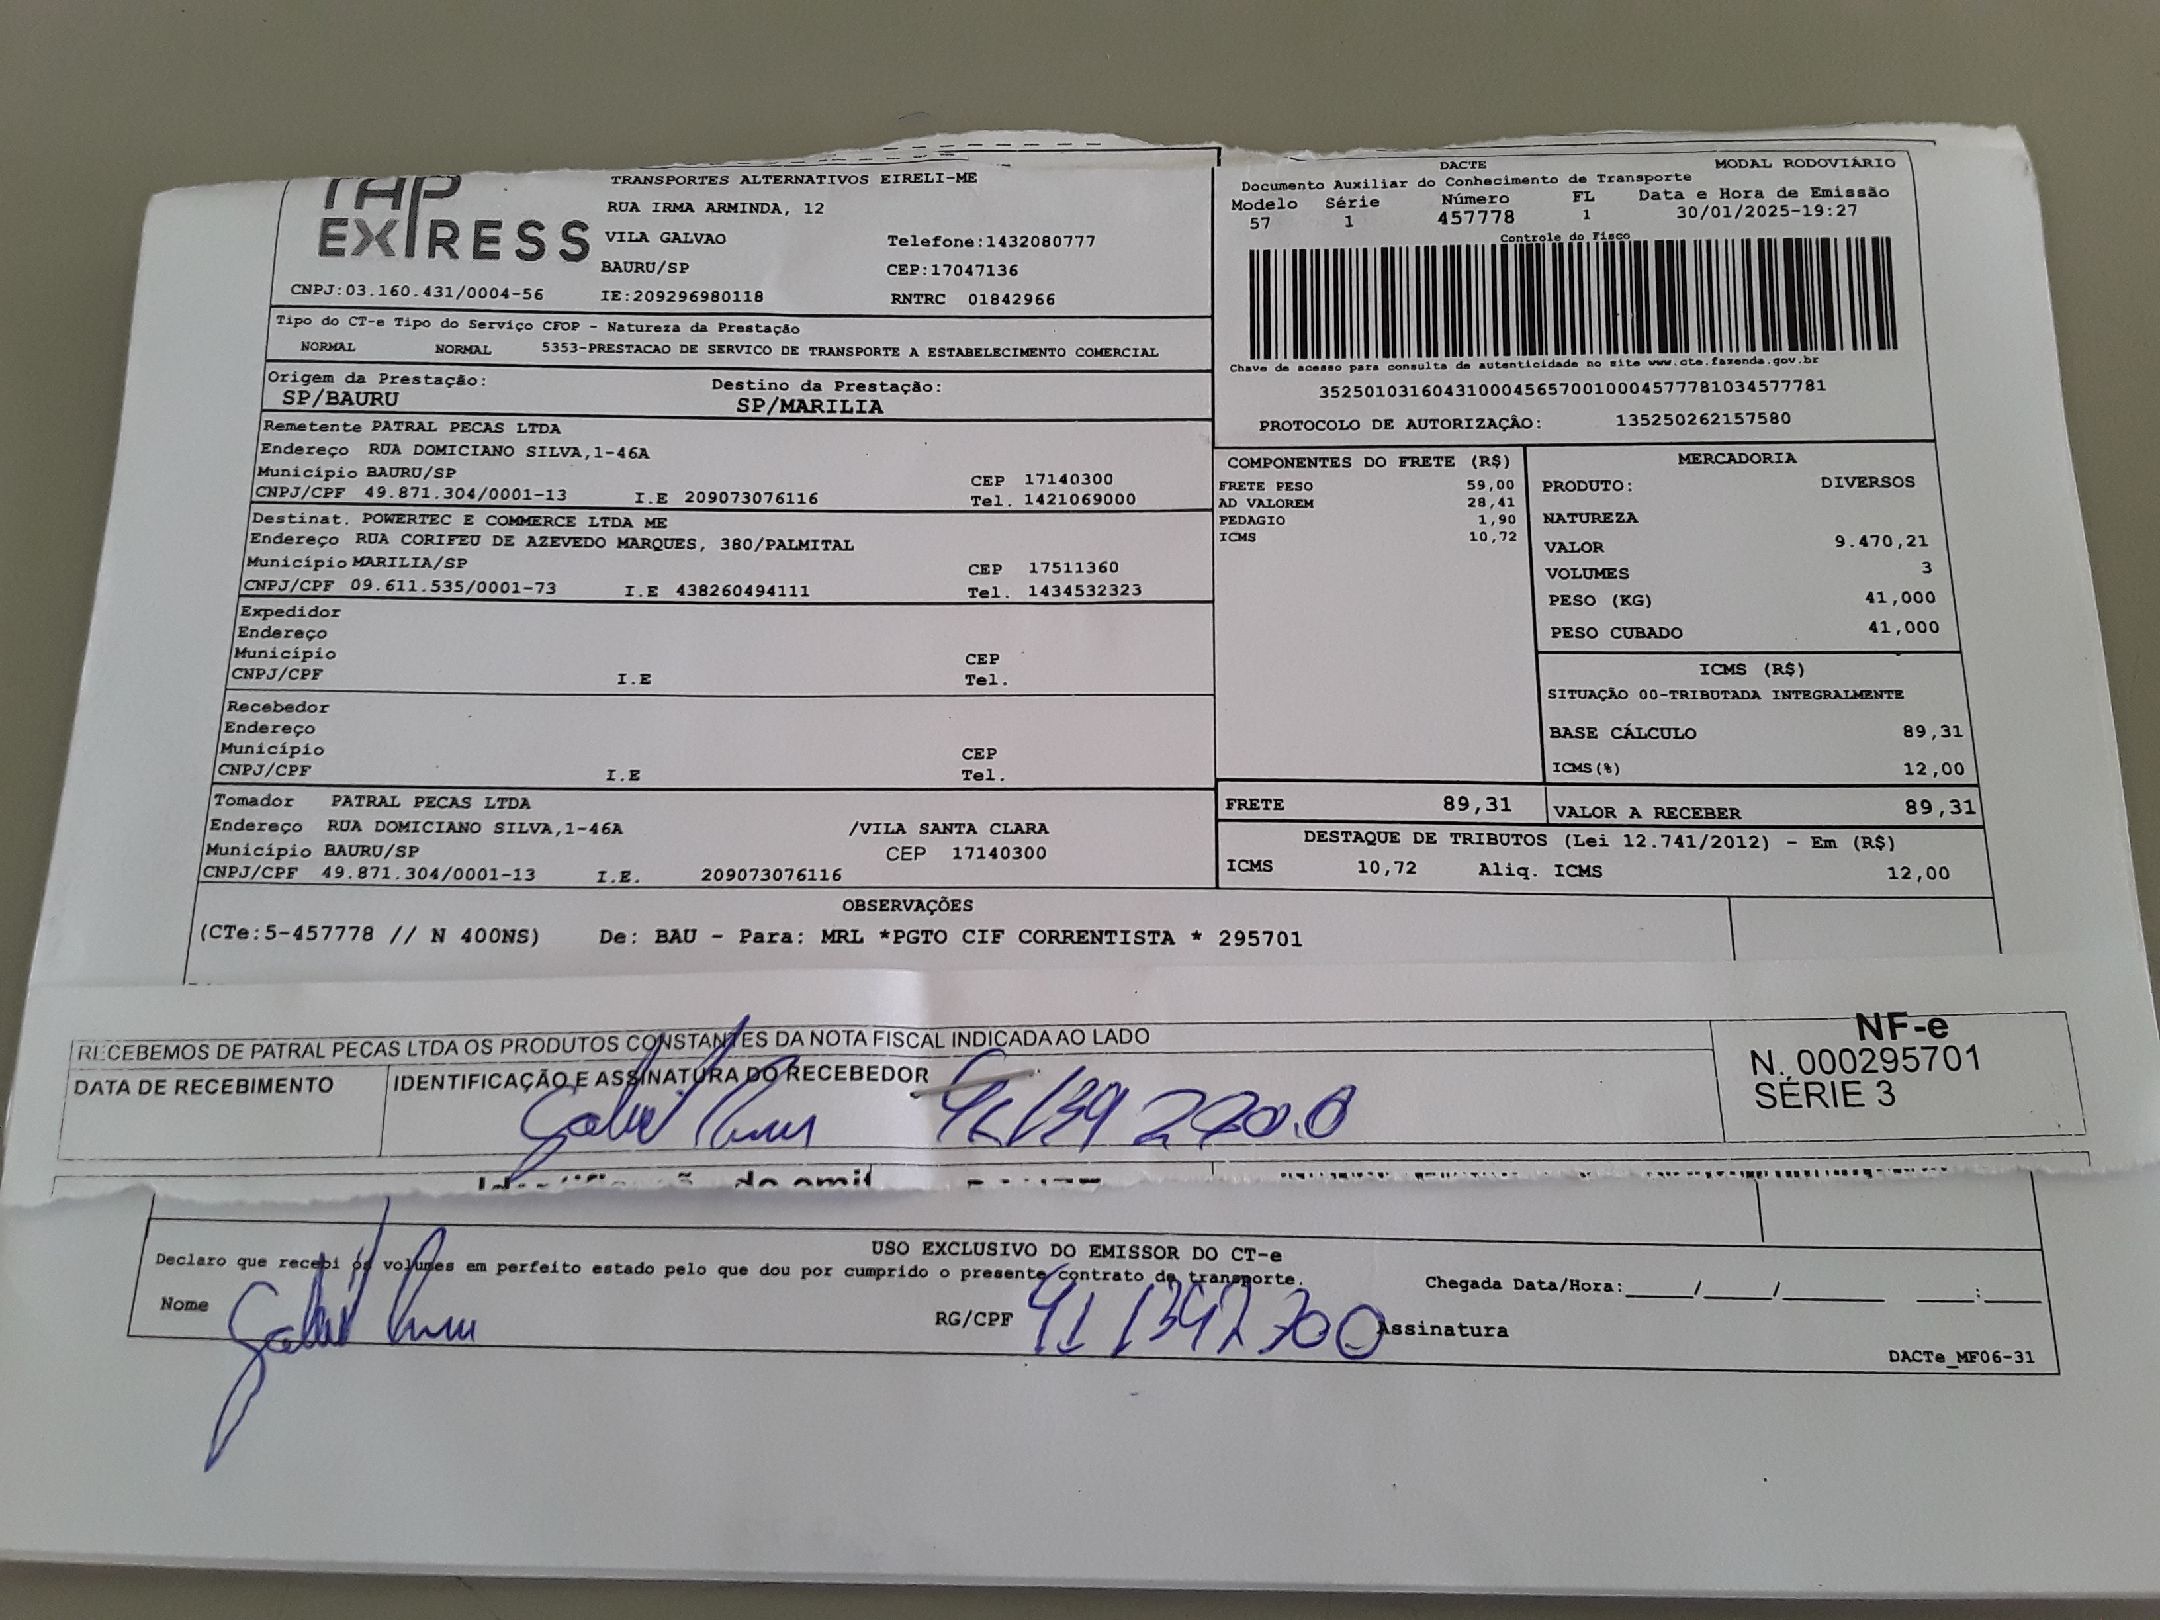 TAP
EXPRESS
TRANSPORTES ALTERNATIVOS EIRELI-ME
RUA IRMA ARMINDA, 12
VILA GALVAO Telefone:1432080777
BAURU/SP CEP:17047136
CNPJ:03.160.431/0004-56 IE:209296980118 RNTRC 01842966
DACTE MODAL RODOVIÁRIO
Documento Auxiliar do Conhecimento de Transporte
Modelo Série Número FL Data e Hora de Emissão
57 1 457778 1 30/01/2025-19:27
Controle do Fisco
Chave de acesso para consulta de autenticidade no site www.cte.fazenda.gov.br
35250103160431000456570010004577781034577781
PROTOCOLO DE AUTORIZAÇÂO: 135250262157580
Tipo do CT-e Tipo do Serviço CFOP - Natureza da Prestação
NORMAL NORMAL 5353-PRESTACAO DE SERVICO DE TRANSPORTE A ESTABELECIMENTO COMERCIAL
Origem da Prestação: Destino da Prestação:
SP/BAURU SP/MARILIA
Remetente PATRAL PECAS LTDA
Endereço RUA DOMICIANO SILVA,1-46A
Município BAURU/SP CEP 17140300
CNPJ/CPF 49.871.304/0001-13 I.E 209073076116 Tel. 1421069000
Destinat. POWERTEC E COMMERCE LTDA ME
Endereço RUA CORIFEU DE AZEVEDO MARQUES, 380/PALMITAL
Município MARILIA/SP CEP 17511360
CNPJ/CPF 09.611.535/0001-73 I.E 438260494111 Tel. 1434532323
Expedidor
Endereço
Município CEP
CNPJ/CPF I.E Tel.
Recebedor
Endereço
Município CEP
CNPJ/CPF I.E Tel.
Tomador PATRAL PECAS LTDA
Endereço RUA DOMICIANO SILVA,1-46A /VILA SANTA CLARA
Município BAURU/SP CEP 17140300
CNPJ/CPF 49.871.304/0001-13 I.E. 209073076116
COMPONENTES DO FRETE (R$)
FRETE PESO 59,00
AD VALOREM 28,41
PEDAGIO 1,90
ICMS 10,72
MERCADORIA
PRODUTO: DIVERSOS
NATUREZA
VALOR 9.470,21
VOLUMES 3
PESO (KG) 41,000
PESO CUBADO 41,000
ICMS (R$)
SITUAÇÃO 00-TRIBUTADA INTEGRALMENTE
BASE CÁLCULO 89,31
ICMS(%) 12,00
FRETE 89,31 VALOR A RECEBER 89,31
DESTAQUE DE TRIBUTOS (Lei 12.741/2012) - Em (R$)
ICMS 10,72 Aliq. ICMS 12,00
OBSERVAÇÕES
(CTe:5-457778 // N 400NS) De: BAU - Para: MRL *PGTO CIF CORRENTISTA * 295701
RECEBEMOS DE PATRAL PECAS LTDA OS PRODUTOS CONSTANTES DA NOTA FISCAL INDICADA AO LADO
DATA DE RECEBIMENTO IDENTIFICAÇÃO E ASSINATURA DO RECEBEDOR
NF-e
N. 000295701
SÉRIE 3
USO EXCLUSIVO DO EMISSOR DO CT-e
Declaro que recebi os volumes em perfeito estado pelo que dou por cumprido o presente contrato de transporte.
Chegada Data/Hora:_____/_____/_______ ____:____
Nome RG/CPF Assinatura
DACTe_MF06-31